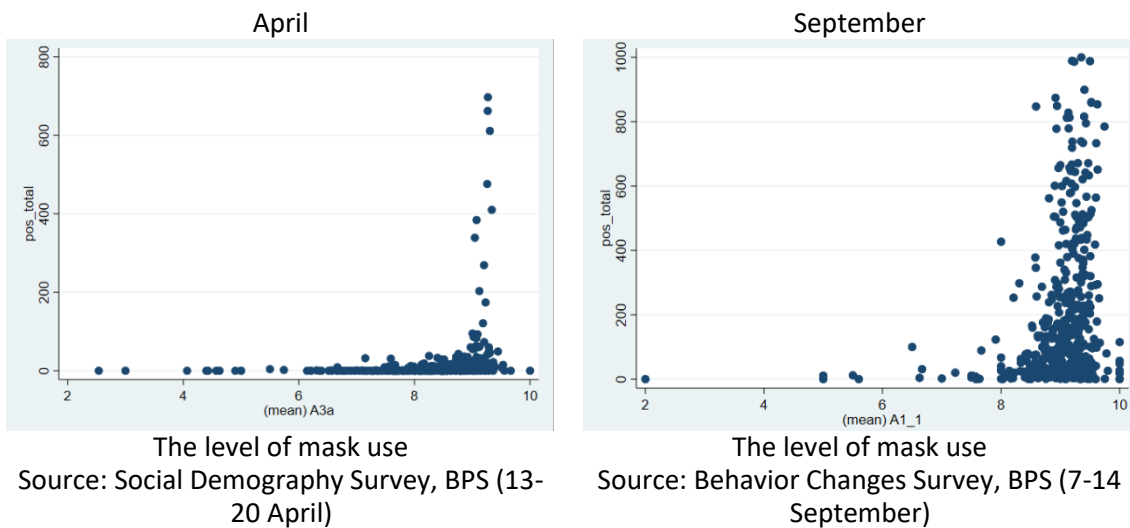 April
800
600
400
200
0
pos_total
2 4 6 8 10
(mean) A3a
The level of mask use
Source: Social Demography Survey, BPS (13-
20 April)
September
1000
800
600
400
200
0
pos_total
2 4 6 8 10
(mean) A1_1
The level of mask use
Source: Behavior Changes Survey, BPS (7-14
September)